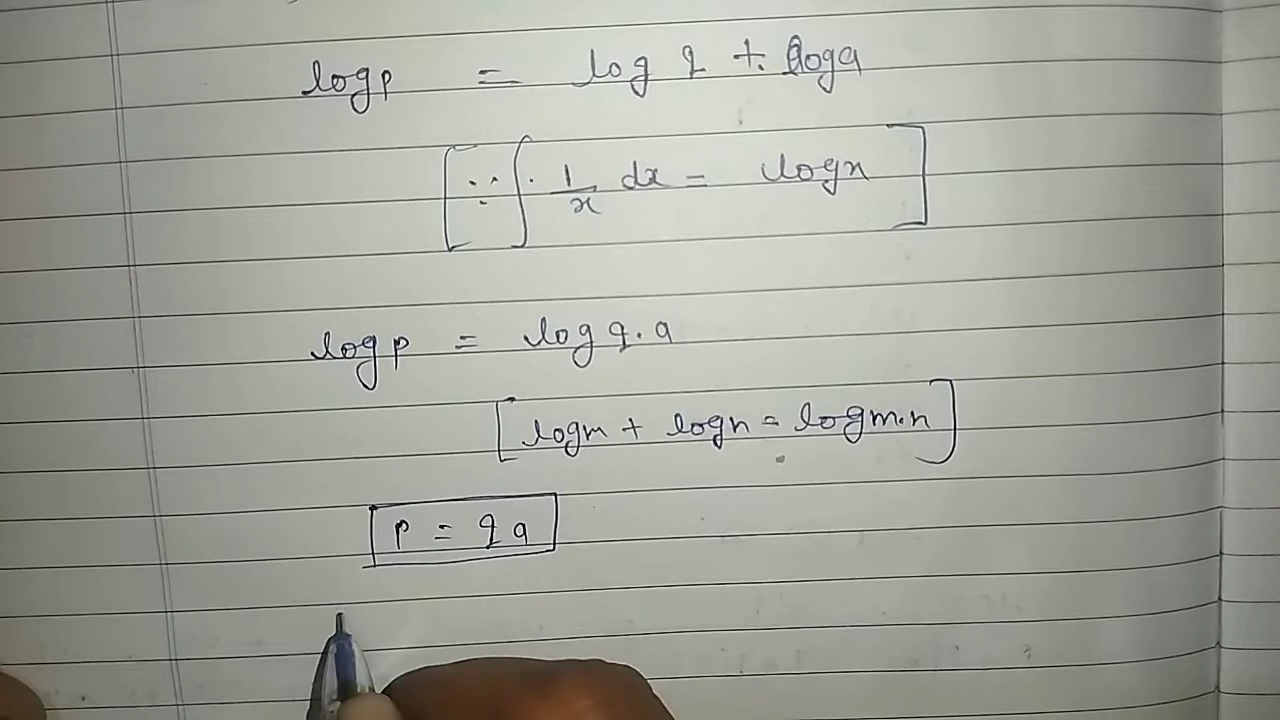 log p = log q + log a
[∵ ∫ 1/x dx = log x]
log p = log q.a
[log m + log n = log m.n]
p = qa